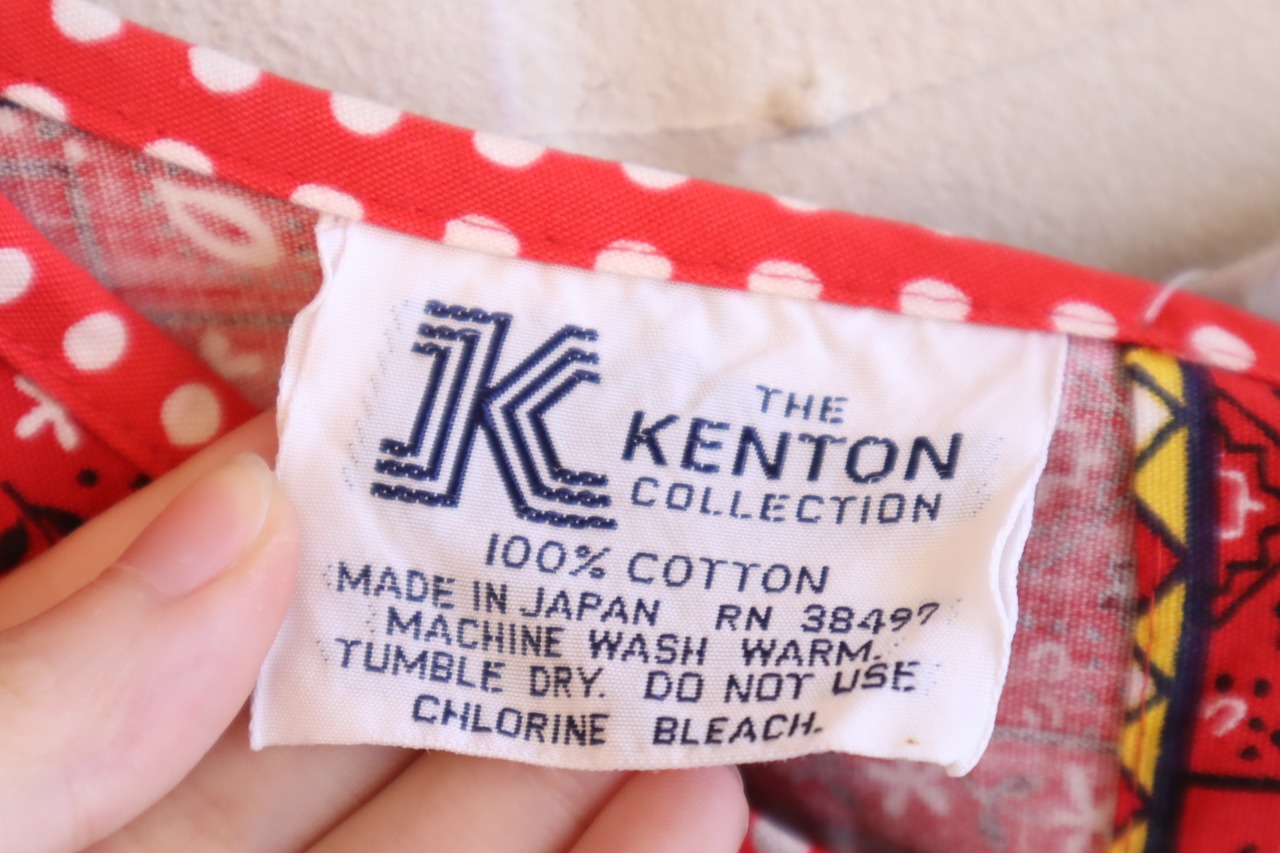 K
THE
KENTON
COLLECTION
100% COTTON
MADE IN JAPAN RN 38497
MACHINE WASH WARM.
TUMBLE DRY. DO NOT USE
CHLORINE BLEACH.